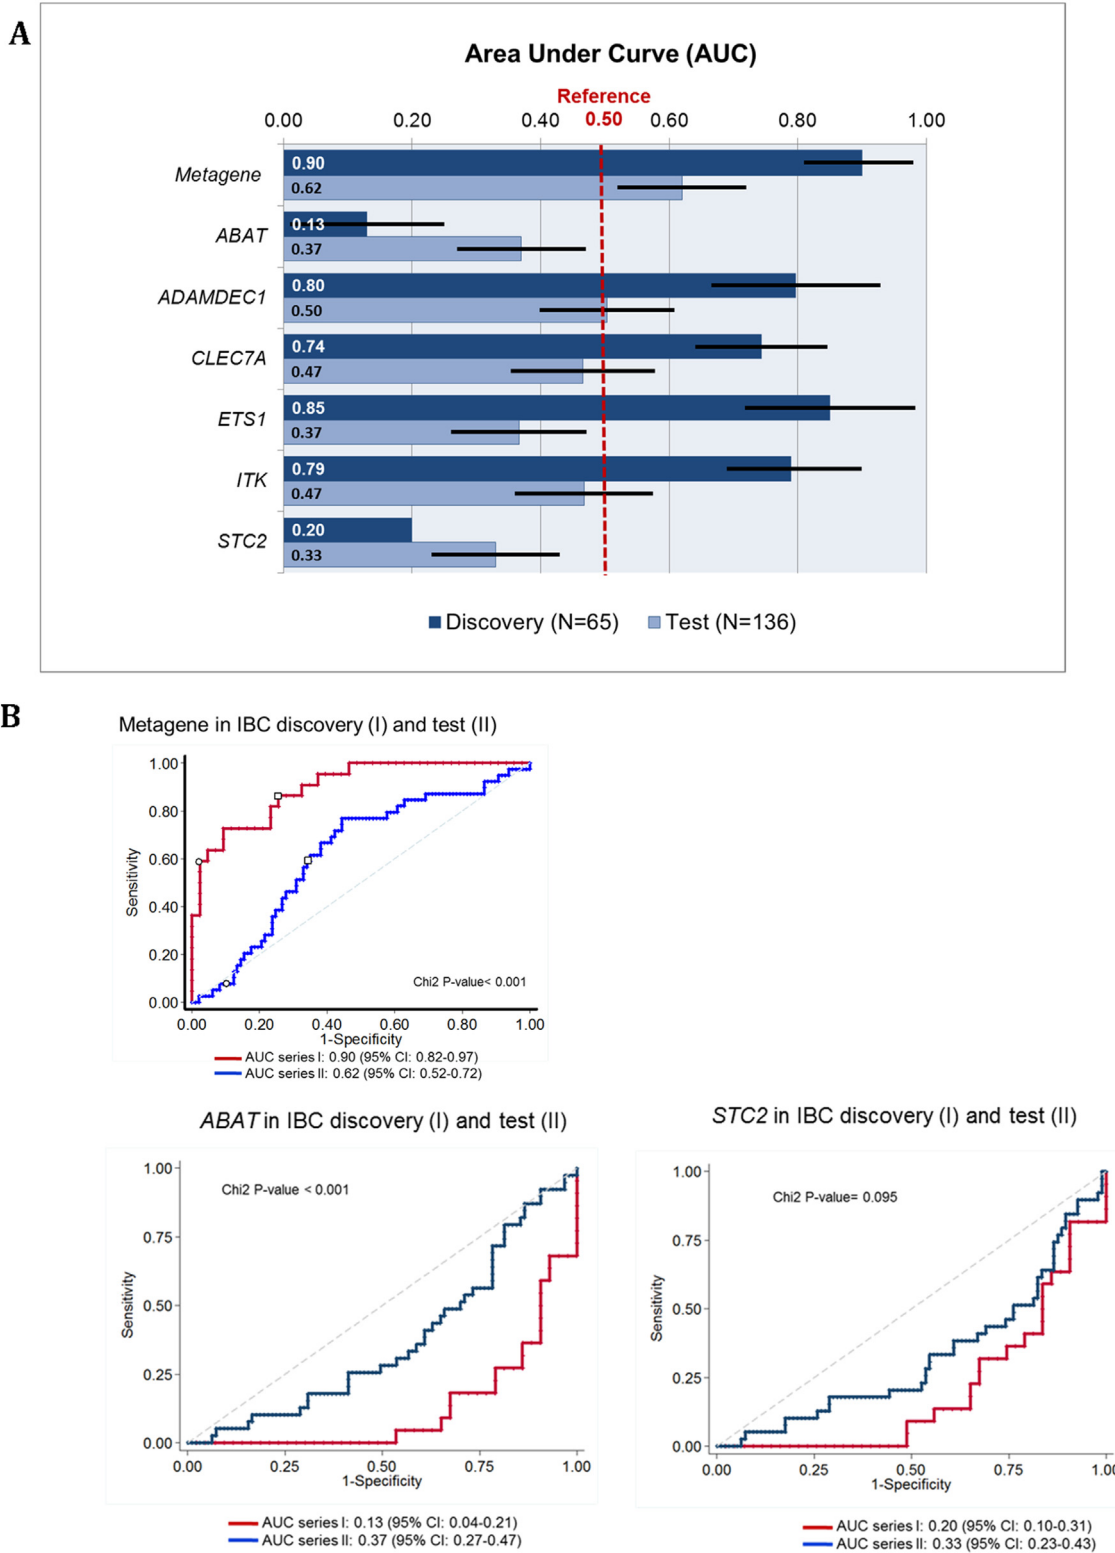 A
Area Under Curve (AUC)
Reference
0.00 0.20 0.40 0.50 0.60 0.80 1.00
Metagene
0.90
0.62
ABAT
0.13
0.37
ADAMDEC1
0.80
0.50
CLEC7A
0.74
0.47
ETS1
0.85
0.37
ITK
0.79
0.47
STC2
0.20
0.33
Discovery (N=65) Test (N=136)
B
Metagene in IBC discovery (I) and test (II)
1.00
0.80
0.60
0.40
0.20
0.00
Sensitivity
Chi2 P-value< 0.001
0.00 0.20 0.40 0.60 0.80 1.00
1-Specificity
AUC series I: 0.90 (95% CI: 0.82-0.97)
AUC series II: 0.62 (95% CI: 0.52-0.72)
ABAT in IBC discovery (I) and test (II)
1.00
0.75
0.50
0.25
0.00
Sensitivity
Chi2 P-value < 0.001
0.00 0.25 0.50 0.75 1.00
1-Specificity
AUC series I: 0.13 (95% CI: 0.04-0.21)
AUC series II: 0.37 (95% CI: 0.27-0.47)
STC2 in IBC discovery (I) and test (II)
1.00
0.75
0.50
0.25
0.00
Sensitivity
Chi2 P-value= 0.095
0.00 0.25 0.50 0.75 1.00
1-Specificity
AUC series I: 0.20 (95% CI: 0.10-0.31)
AUC series II: 0.33 (95% CI: 0.23-0.43)